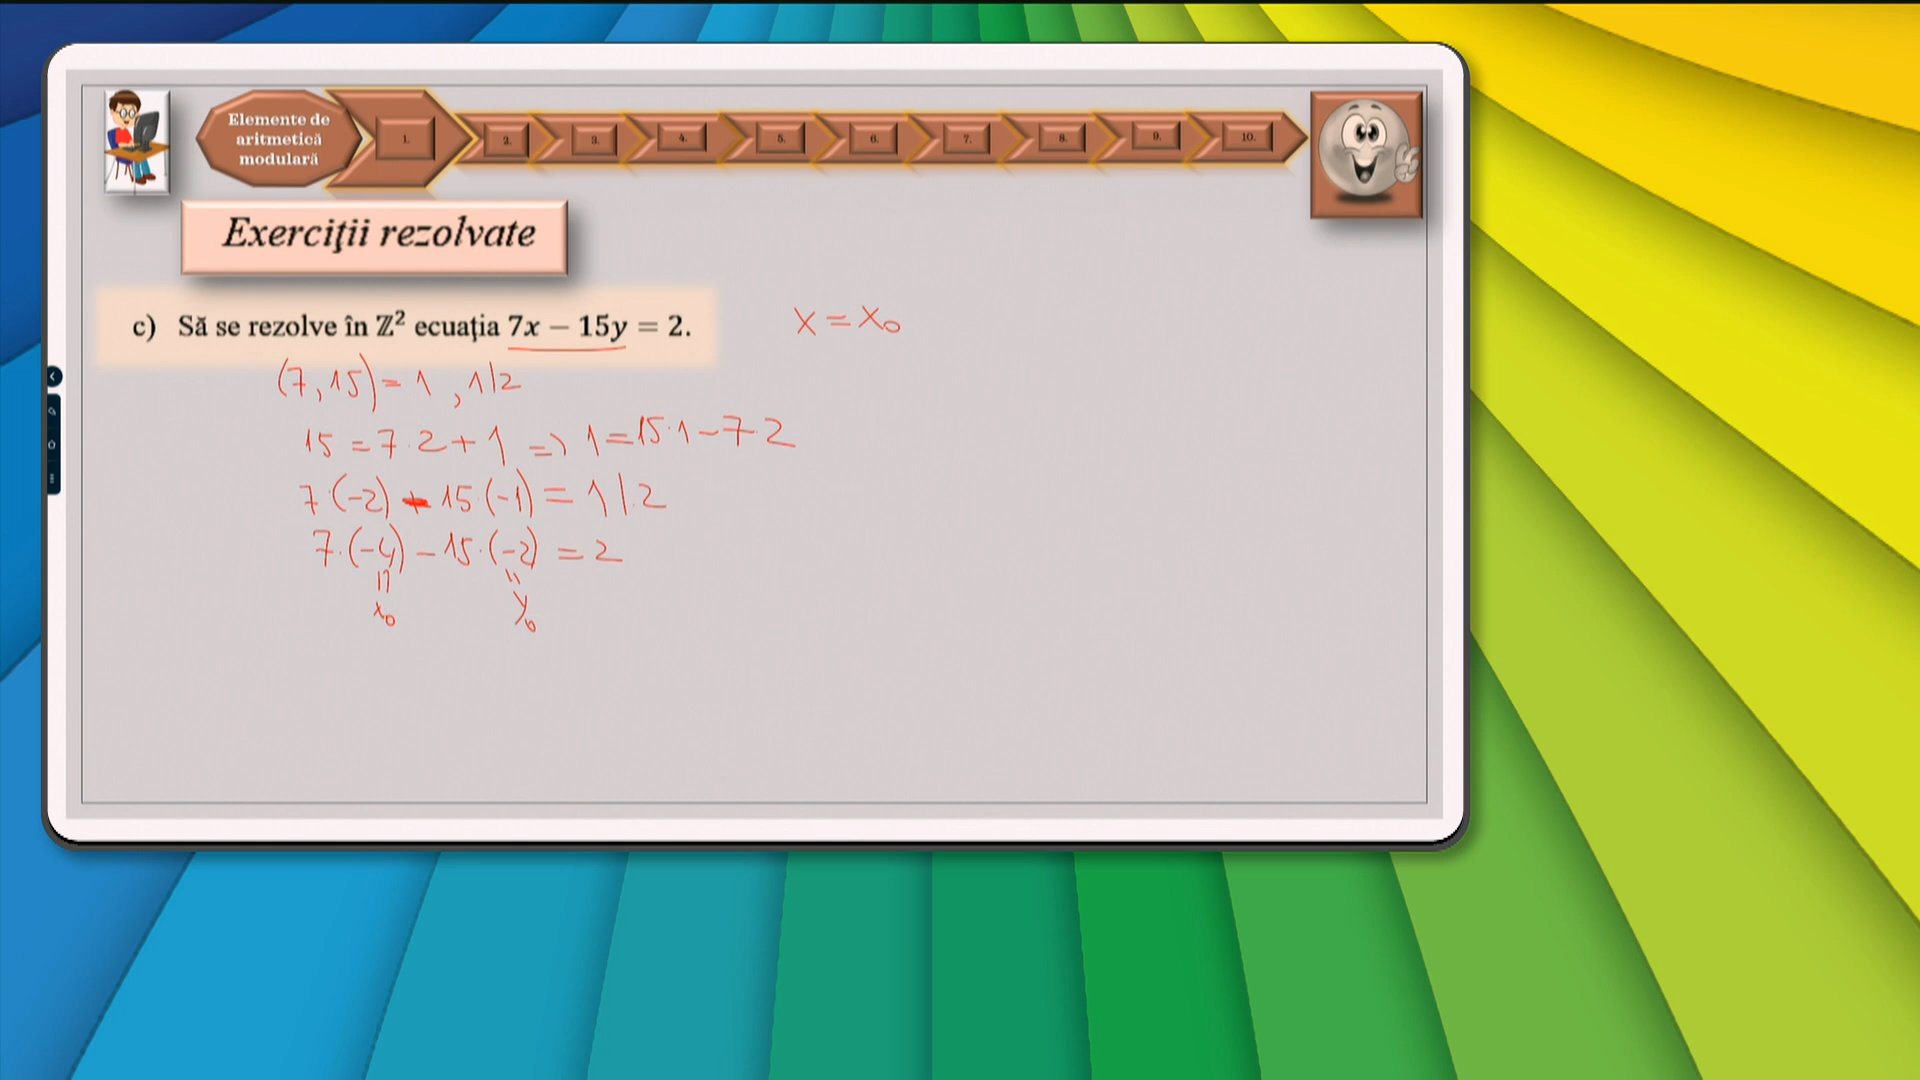 Elemente de
aritmetică
modulară
1.
2.
3.
4.
5.
6.
7.
8.
9.
10.
Exerciţii rezolvate
c) Să se rezolve în ℤ² ecuaţia 7x − 15y = 2.
x = x₀
(7, 15) = 1 , 1|2
15 = 7·2 + 1 => 1 = 15·1 − 7·2
7·(−2) − 15·(−1) = 1 |·2
7·(−4) − 15·(−2) = 2
x₀
y₀